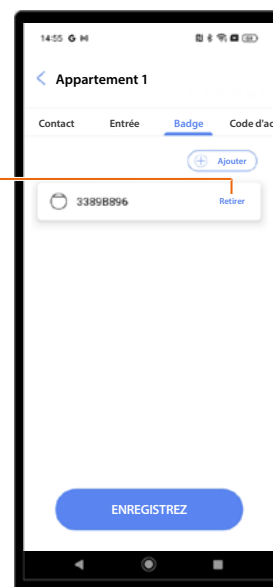 14:55 G M
Appartement 1
Contact Entrée Badge Code d'ac
Ajouter
3389B896 Retirer
ENREGISTREZ